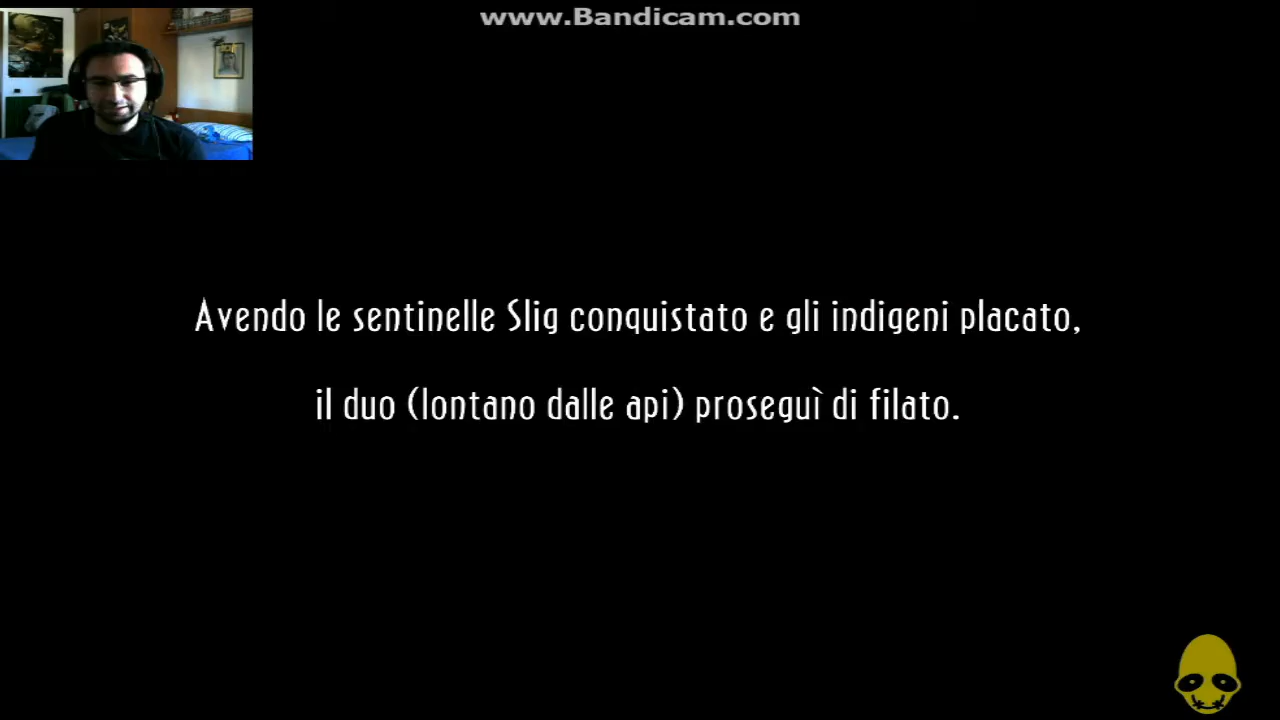 www.Bandicam.com
Avendo le sentinelle Slig conquistato e gli indigeni placato,
il duo (lontano dalle api) proseguì di filato.